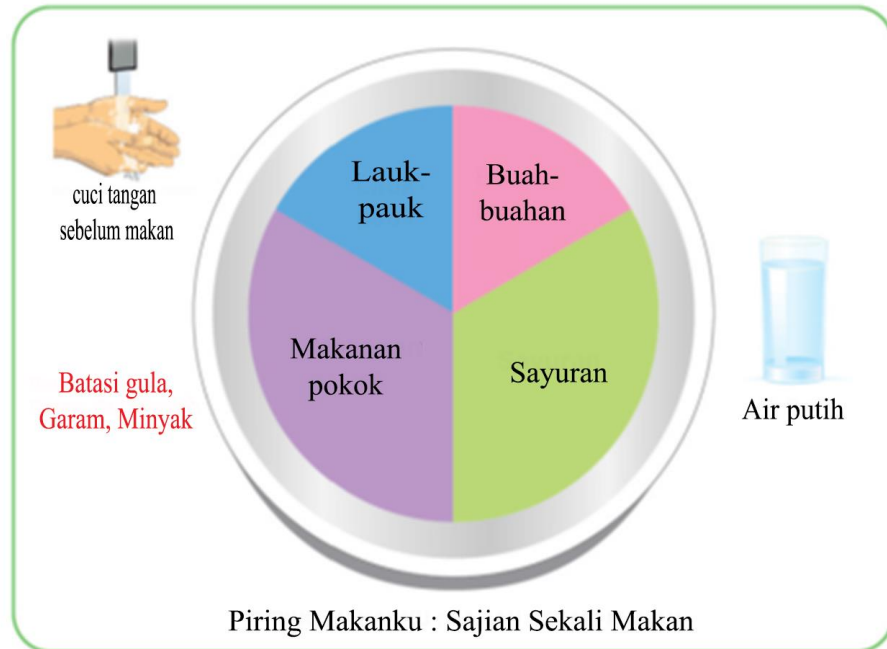 cuci tangan
sebelum makan
Lauk-
pauk
Buah-
buahan
Makanan
pokok
Sayuran
Batasi gula,
Garam, Minyak
Air putih
Piring Makanku : Sajian Sekali Makan